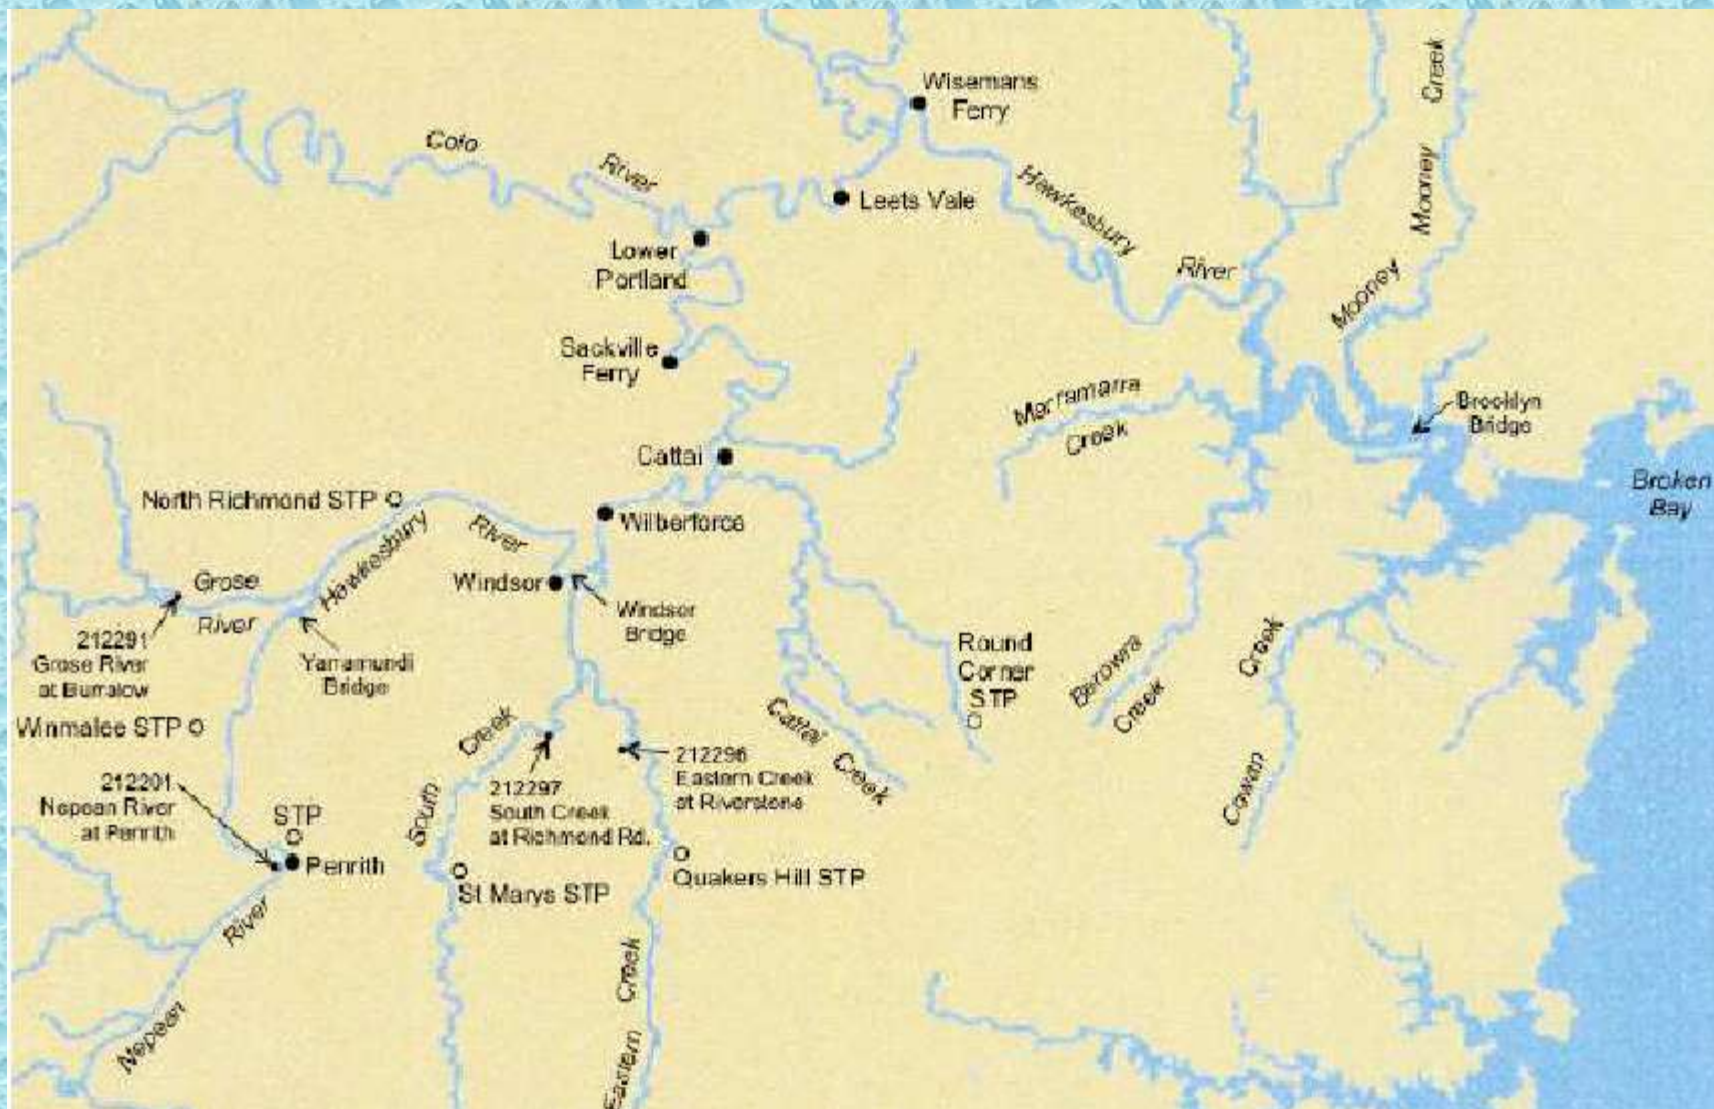 Wisemans
Ferry
Creek
Mooney
Mooney
Colo
River
Leets Vale
Hawkesbury
River
Lower
Portland
Sackville
Ferry
Marramarra
Creek
Brooklyn
Bridge
Broken
Bay
Cattai
North Richmond STP
Wilberforce
Hawkesbury
River
Windsor
Windsor
Bridge
Grose
River
212291
Grose River
at Burralow
Yarramundi
Bridge
Winmalee STP
212201
Nepean River
at Penrith
STP
Penrith
River
Nepean
Creek
South
212297
South Creek
at Richmond Rd.
212296
Eastern Creek
at Riverstone
St Marys STP
Quakers Hill STP
Creek
Eastern
Cattai
Creek
Round
Corner
STP
Berowra
Creek
Creek
Cowan